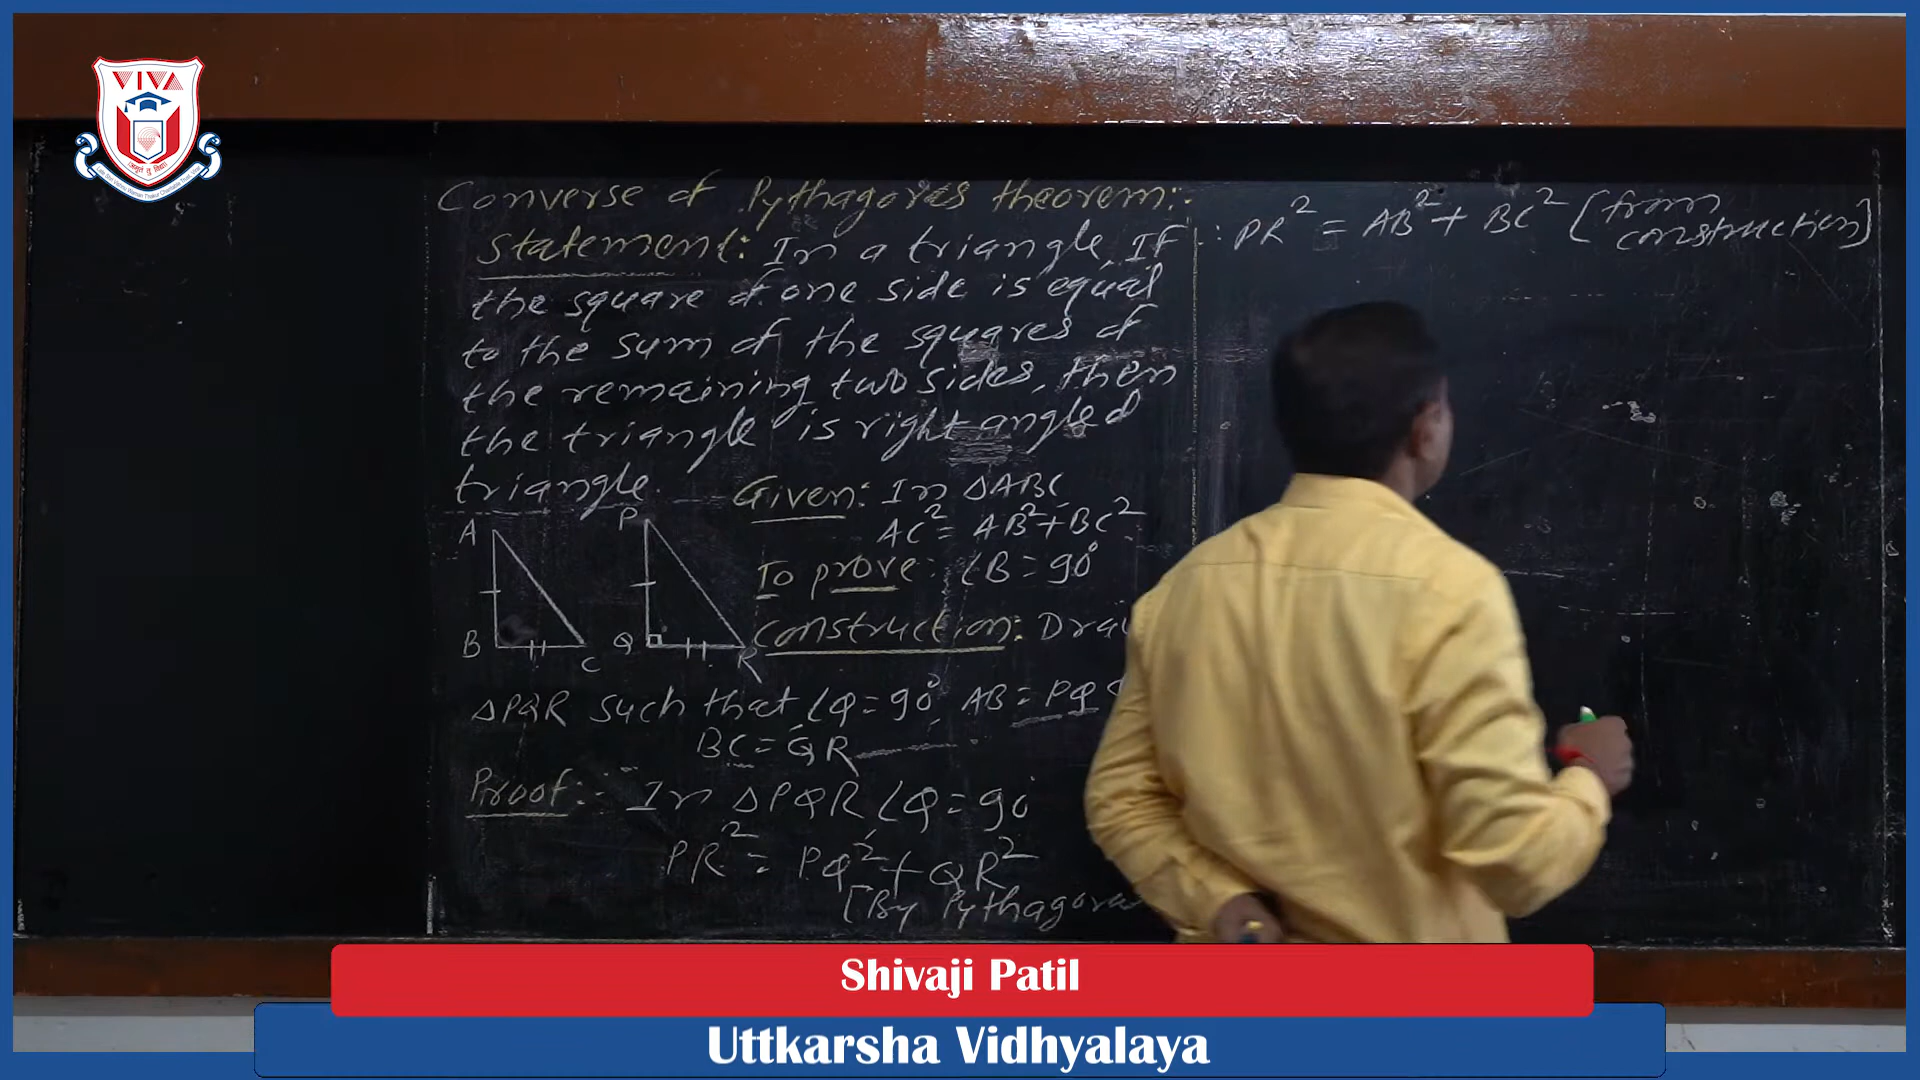 VIVA
Converse of Pythagoras theorem:-
Statement: In a triangle, If
the square of one side is equal
to the sum of the squares of
the remaining two sides, then
the triangle is right angled
triangle.
Given: In △ABC
AC² = AB² + BC²
To prove: ∠B = 90°
Construction: Draw
△PQR such that, ∠Q = 90°, AB = PQ
BC = QR
Proof:- In △PQR ∠Q = 90°
PR² = PQ² + QR²
[By Pythagoras
A
B
C
P
Q
R
∴ PR² = AB² + BC² [from
construction]
Shivaji Patil
Uttkarsha Vidhyalaya